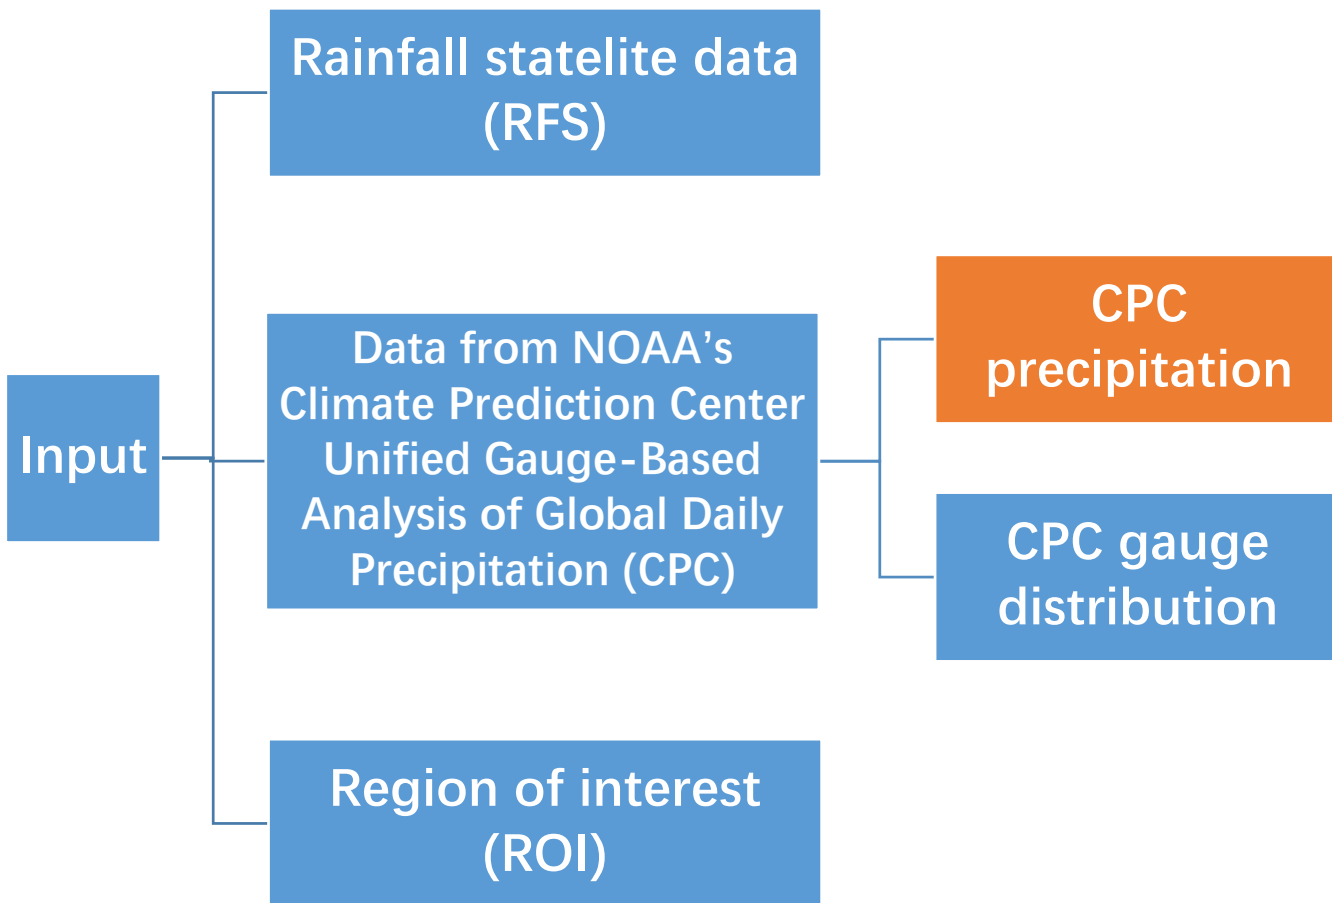 Rainfall statelite data
(RFS)
Input
Data from NOAA's
Climate Prediction Center
Unified Gauge-Based
Analysis of Global Daily
Precipitation (CPC)
CPC
precipitation
CPC gauge
distribution
Region of interest
(ROI)